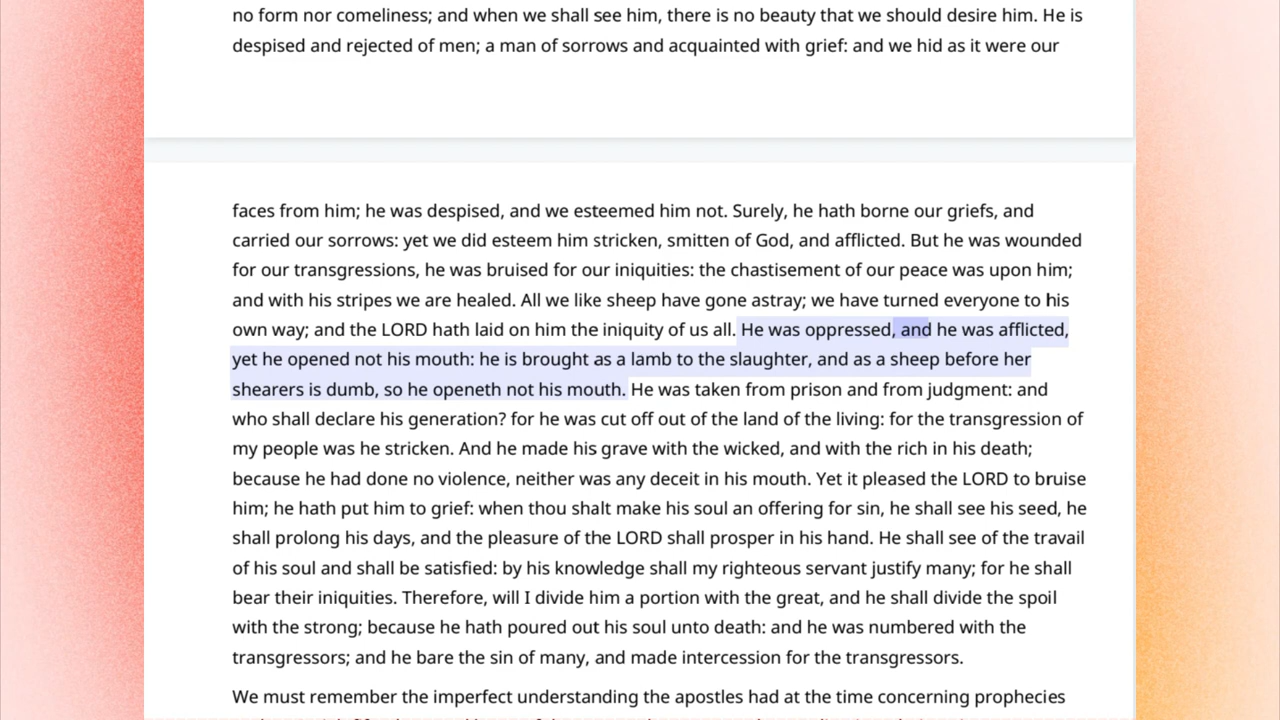 no form nor comeliness; and when we shall see him, there is no beauty that we should desire him. He is
despised and rejected of men; a man of sorrows and acquainted with grief: and we hid as it were our
faces from him; he was despised, and we esteemed him not. Surely, he hath borne our griefs, and
carried our sorrows: yet we did esteem him stricken, smitten of God, and afflicted. But he was wounded
for our transgressions, he was bruised for our iniquities: the chastisement of our peace was upon him;
and with his stripes we are healed. All we like sheep have gone astray; we have turned everyone to his
own way; and the LORD hath laid on him the iniquity of us all. He was oppressed, and he was afflicted,
yet he opened not his mouth: he is brought as a lamb to the slaughter, and as a sheep before her
shearers is dumb, so he openeth not his mouth. He was taken from prison and from judgment: and
who shall declare his generation? for he was cut off out of the land of the living: for the transgression of
my people was he stricken. And he made his grave with the wicked, and with the rich in his death;
because he had done no violence, neither was any deceit in his mouth. Yet it pleased the LORD to bruise
him; he hath put him to grief: when thou shalt make his soul an offering for sin, he shall see his seed, he
shall prolong his days, and the pleasure of the LORD shall prosper in his hand. He shall see of the travail
of his soul and shall be satisfied: by his knowledge shall my righteous servant justify many; for he shall
bear their iniquities. Therefore, will I divide him a portion with the great, and he shall divide the spoil
with the strong; because he hath poured out his soul unto death: and he was numbered with the
transgressors; and he bare the sin of many, and made intercession for the transgressors.
We must remember the imperfect understanding the apostles had at the time concerning prophecies